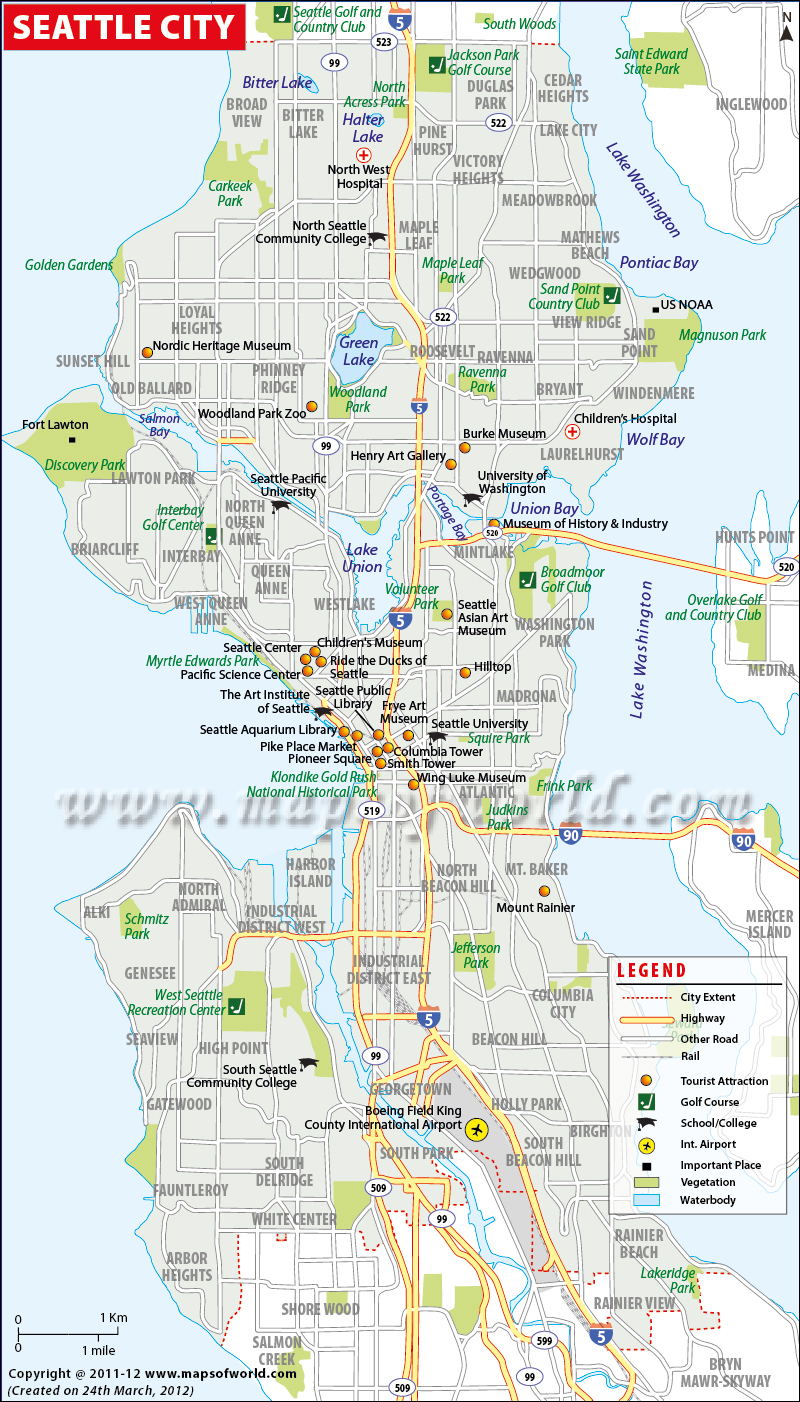 SEATTLE CITY
Seattle Golf and
Country Club
5
523
South Woods
N
99
Jackson Park
Golf Course
Saint Edward
State Park
Bitter Lake
North
Acress Park
DUGLAS
PARK
CEDAR
HEIGHTS
INGLEWOOD
BROAD
VIEW
BITTER
LAKE
Halter
Lake
PINE
HURST
522
LAKE CITY
North West
Hospital
VICTORY
HEIGHTS
Lake Washington
Carkeek
Park
MEADOWBROOK
North Seattle
Community College
MAPLE
LEAF
MATHEWS
BEACH
Golden Gardens
Maple Leaf
Park
WEDGWOOD
Pontiac Bay
Sand Point
Country Club
US NOAA
LOYAL
HEIGHTS
522
VIEW RIDGE
SAND
POINT
Magnuson Park
Nordic Heritage Museum
Green
Lake
ROOSEVELT
RAVENNA
SUNSET HILL
PHINNEY
RIDGE
Ravenna
Park
OLD BALLARD
Woodland
Park
BRYANT
WINDENMERE
Woodland Park Zoo
5
Salmon
Bay
Fort Lawton
Children's Hospital
99
Burke Museum
Wolf Bay
Henry Art Gallery
LAURELHURST
Discovery Park
LAWTON PARK
Seattle Pacific
University
University of
Washington
Portage Bay
Interbay
Golf Center
NORTH
QUEEN
ANNE
Union Bay
Museum of History & Industry
520
BRIARCLIFF
INTERBAY
Lake
Union
MINTLAKE
HUNTS POINT
520
QUEEN
ANNE
Broadmoor
Golf Club
Volunteer
Park
WEST QUEEN
ANNE
WESTLAKE
5
Seattle
Asian Art
Museum
WASHINGTON
PARK
Overlake Golf
and Country Club
Lake Washington
Seattle Center
Children's Museum
Myrtle Edwards Park
Ride the Ducks of
Seattle
Hilltop
MEDINA
Pacific Science Center
The Art Institute
of Seattle
Seattle Public
Library
Frye Art
Museum
MADRONA
Seattle Aquarium Library
Seattle University
Squire Park
Pike Place Market
Columbia Tower
Pioneer Square
Smith Tower
Klondike Gold Rush
National Historical Park
Wing Luke Museum
ATLANTIC
Frink Park
www.mapsofworld.com
519
Judkins
Park
90
90
HARBOR
ISLAND
NORTH
BEACON HILL
MT. BAKER
NORTH
ADMIRAL
Mount Rainier
ALKI
Schmitz
Park
INDUSTRIAL
DISTRICT WEST
MERCER
ISLAND
Jefferson
Park
GENESEE
INDUSTRIAL
DISTRICT EAST
LEGEND
West Seattle
Recreation Center
COLUMBIA
CITY
City Extent
Highway
5
SEAVIEW
Other Road
HIGH POINT
99
BEACON HILL
Rail
South Seattle
Community College
GEORGETOWN
Tourist Attraction
GATEWOOD
Boeing Field King
County International Airport
HOLLY PARK
Golf Course
School/College
SOUTH PARK
SOUTH
BEACON HILL
BIRGHTON
Int. Airport
SOUTH
DELRIDGE
Important Place
FAUNTLEROY
509
Vegetation
WHITE CENTER
99
Waterbody
RAINIER
BEACH
ARBOR
HEIGHTS
Lakeridge
Park
SHORE WOOD
RAINIER VIEW
0
1 Km
0
1 mile
SALMON
CREEK
599
5
Copyright @ 2011-12 www.mapsofworld.com
(Created on 24th March, 2012)
509
99
BRYN
MAWR-SKYWAY